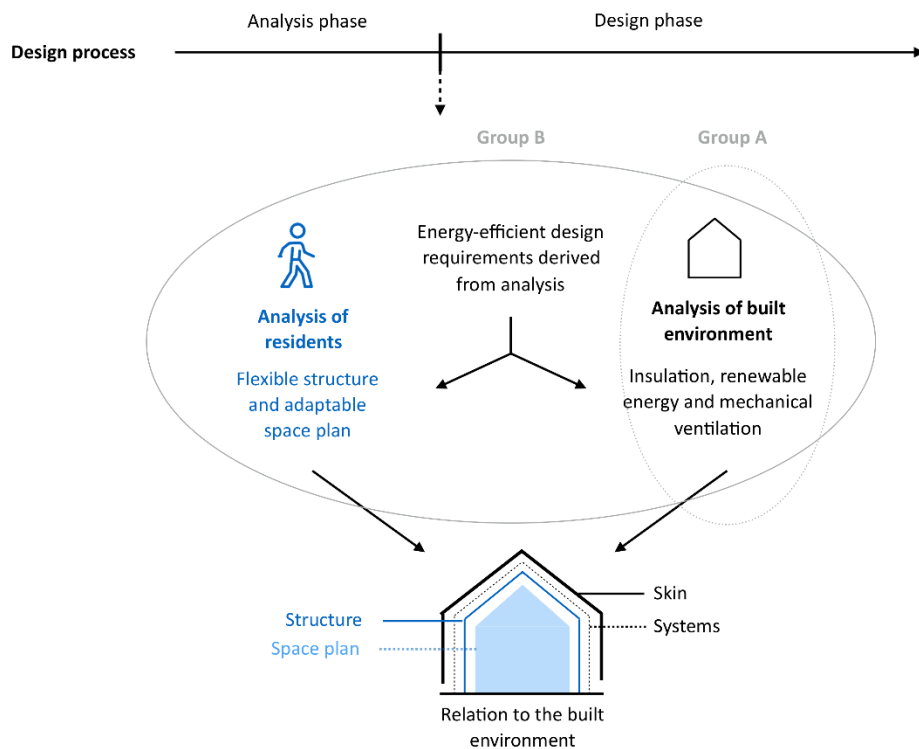 Analysis phase
Design phase
Design process
Group B
Group A
Energy-efficient design
requirements derived
from analysis
Analysis of
residents
Flexible structure
and adaptable
space plan
Analysis of built
environment
Insulation, renewable
energy and mechanical
ventilation
Structure
Space plan
Skin
Systems
Relation to the built
environment